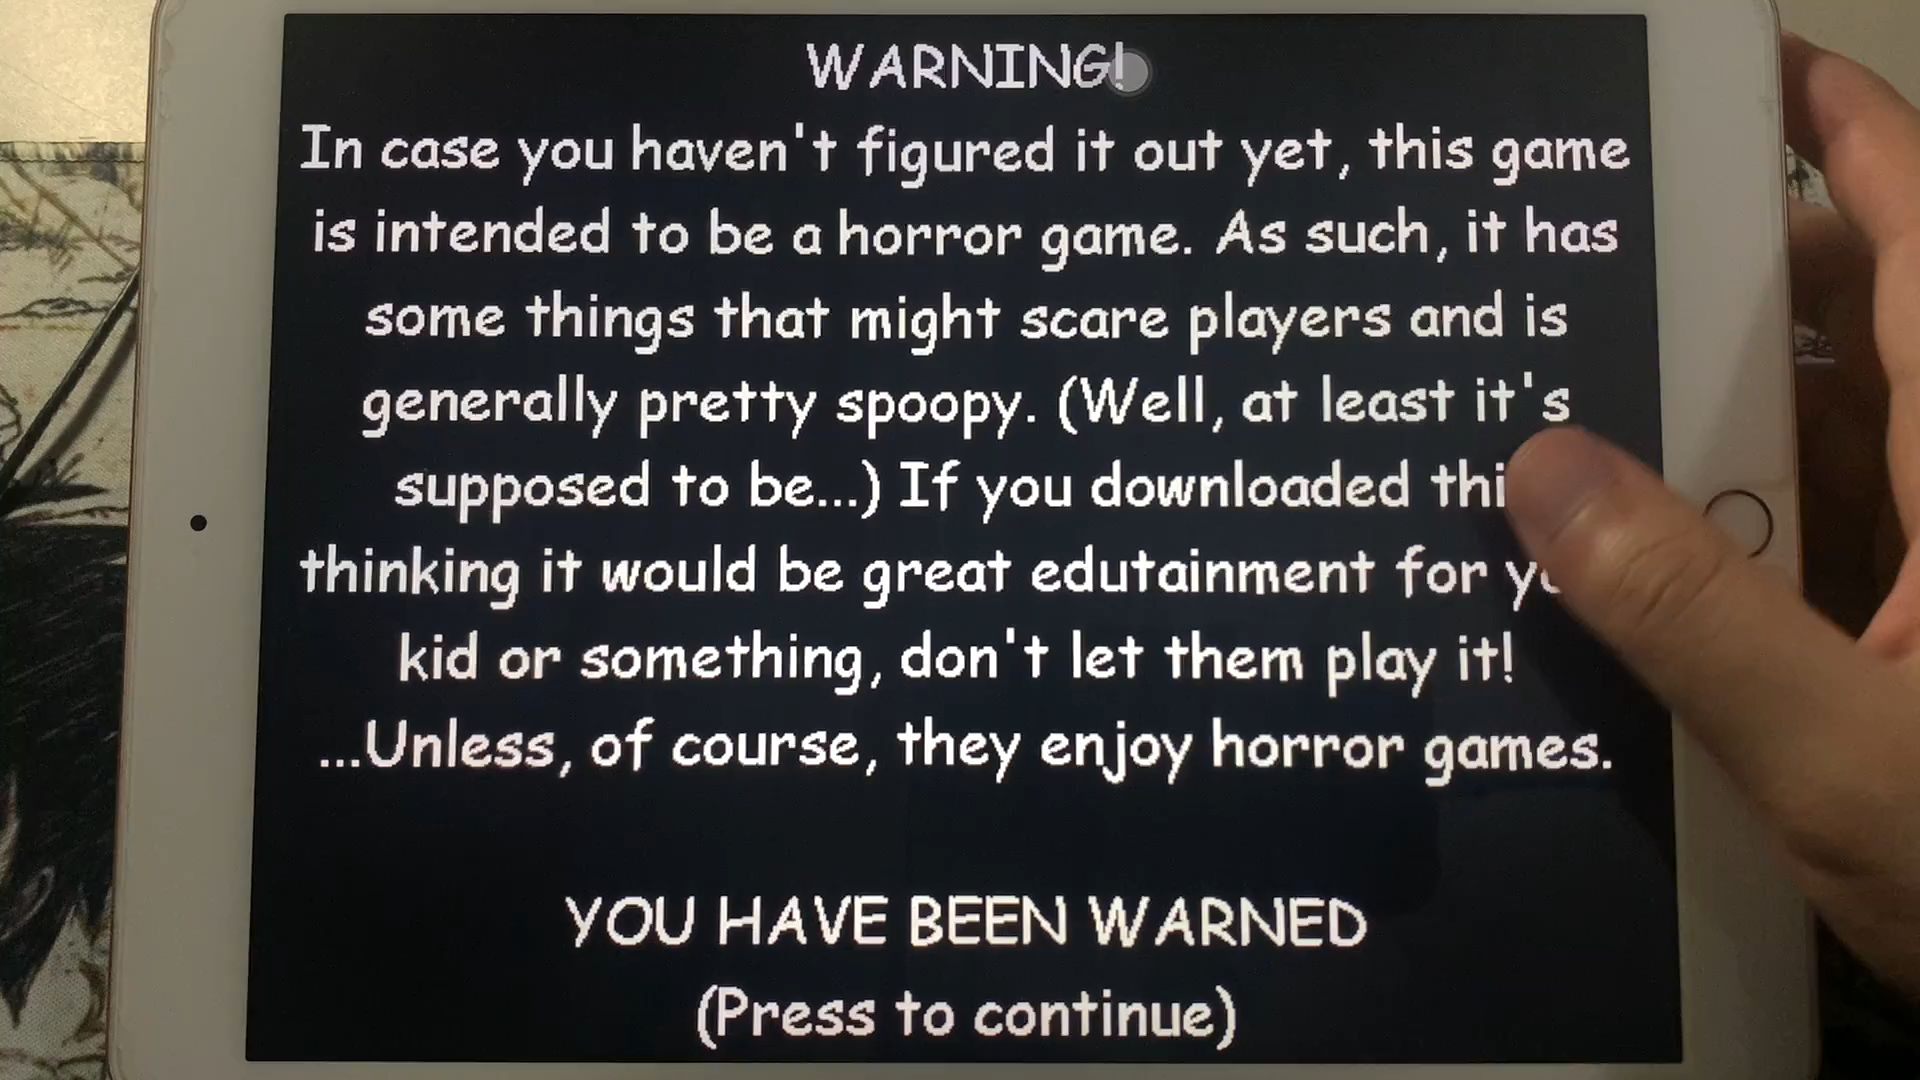 WARNING!
In case you haven't figured it out yet, this game
is intended to be a horror game. As such, it has
some things that might scare players and is
generally pretty spoopy. (Well, at least it's
supposed to be...) If you downloaded thi
thinking it would be great edutainment for
kid or something, don't let them play it!
...Unless, of course, they enjoy horror games.
YOU HAVE BEEN WARNED
(Press to continue)